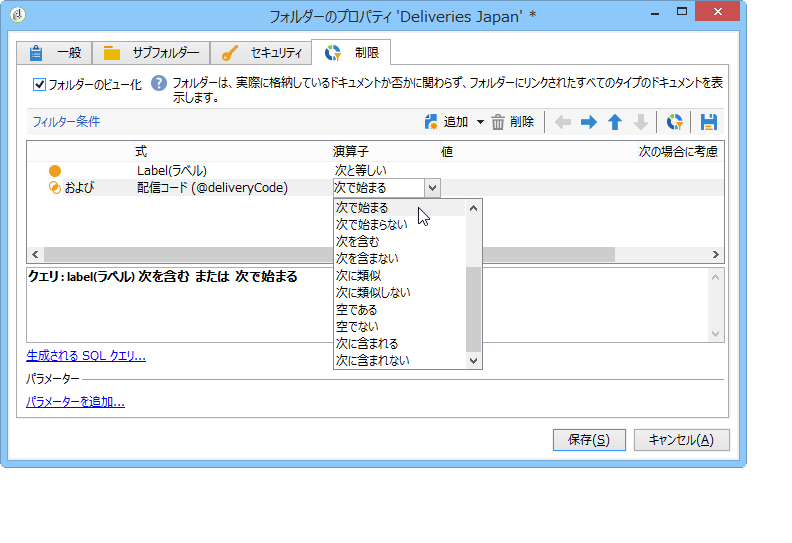 フォルダーのプロパティ 'Deliveries Japan' *
一般 サブフォルダー セキュリティ 制限
フォルダーのビュー化 フォルダーは、実際に格納しているドキュメントか否かに関わらず、フォルダーにリンクされたすべてのタイプのドキュメントを表
示します。
フィルター条件 追加 削除
式 演算子 値 次の場合に考慮
Label(ラベル) 次と等しい
および 配信コード (@deliveryCode) 次で始まる
次で始まる
次で始まらない
次を含む
次を含まない
次に類似
次に類似しない
空である
空でない
次に含まれる
次に含まれない
クエリ：label(ラベル) 次を含む または 次で始まる
生成される SQL クエリ...
パラメーター
パラメーターを追加...
保存(S) キャンセル(A)